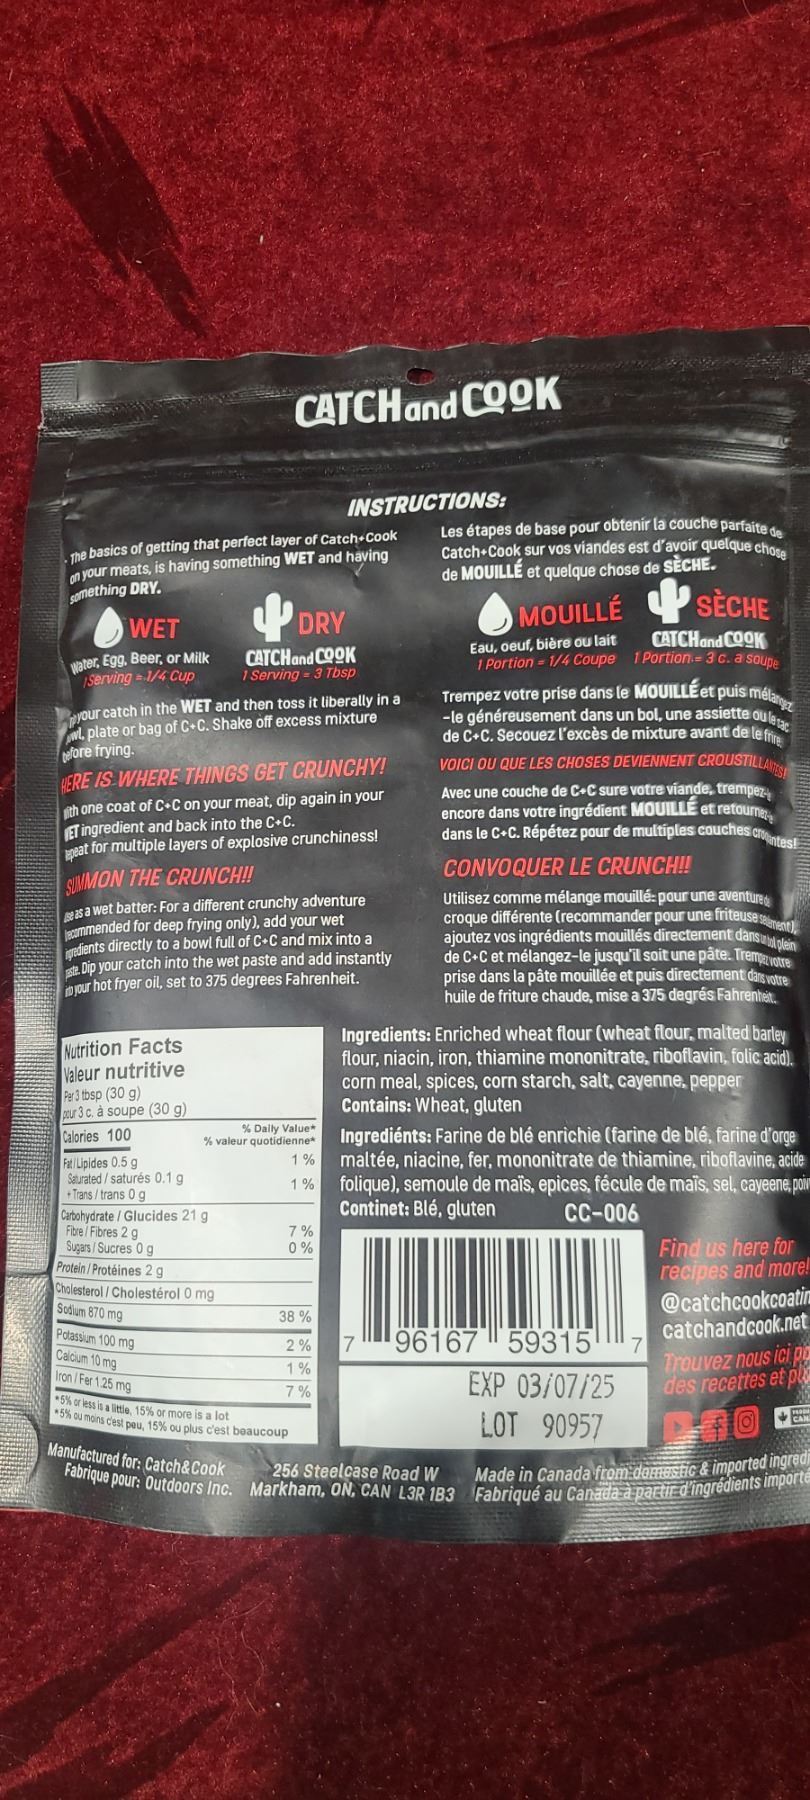 CATCH and COOK
INSTRUCTIONS:
The basics of getting that perfect layer of Catch+Cook
on your meats, is having something WET and having
something DRY.
WET
DRY
Water, Egg, Beer, or Milk
CATCH and COOK
1 Serving = 1/4 Cup
1 Serving = 3 Tbsp
your catch in the WET and then toss it liberally in a
plate or bag of C+C. Shake off excess mixture
before frying.
HERE IS WHERE THINGS GET CRUNCHY!
With one coat of C+C on your meat, dip again in your
WET ingredient and back into the C+C.
Repeat for multiple layers of explosive crunchiness!
SUMMON THE CRUNCH!!
Use as a wet batter: For a different crunchy adventure
(recommended for deep frying only), add your wet
ingredients directly to a bowl full of C+C and mix into a
paste. Dip your catch into the wet paste and add instantly
into your hot fryer oil, set to 375 degrees Fahrenheit.
Les étapes de base pour obtenir la couche parfaite de
Catch+Cook sur vos viandes est d'avoir quelque chose
de MOUILLÉ et quelque chose de SÈCHE.
MOUILLÉ
SÈCHE
Eau, oeuf, bière ou lait
CATCH and COOK
1 Portion = 1/4 Coupe
1 Portion = 3 c. a soupe
Trempez votre prise dans le MOUILLÉ et puis mélangez
-le généreusement dans un bol, une assiette ou le sac
de C+C. Secouez l'excès de mixture avant de le frire.
VOICI OU QUE LES CHOSES DEVIENNENT CROUSTILLANTES!
Avec une couche de C+C sure votre viande, trempez-
encore dans votre ingrédient MOUILLÉ et retournez
dans le C+C. Répétez pour de multiples couches croquintes!
CONVOQUER LE CRUNCH!!
Utilisez comme mélange mouillé: pour une aventure de
croque différente (recommander pour une friteuse seulement),
ajoutez vos ingrédients mouillés directement dans un bol plein
de C+C et mélangez-le jusqu'il soit une pâte. Trempez votre
prise dans la pâte mouillée et puis directement dans votre
huile de friture chaude, mise a 375 degrés Fahrenheit.
Nutrition Facts
Valeur nutritive
Per 3 tbsp (30 g)
pour 3 c. à soupe (30 g)
Calories 100
% Daily Value*
% valeur quotidienne*
Fat / Lipides 0.5 g 1 %
Saturated / saturés 0.1 g
+ Trans / trans 0 g 1 %
Carbohydrate / Glucides 21 g
Fibre / Fibres 2 g 7 %
Sugars / Sucres 0 g 0 %
Protein / Protéines 2 g
Cholesterol / Cholestérol 0 mg
Sodium 870 mg 38 %
Potassium 100 mg 2 %
Calcium 10 mg 1 %
Iron / Fer 1.25 mg 7 %
*5% or less is a little, 15% or more is a lot
*5% ou moins c'est peu, 15% ou plus c'est beaucoup
Ingredients: Enriched wheat flour (wheat flour, malted barley
flour, niacin, iron, thiamine mononitrate, riboflavin, folic acid),
corn meal, spices, corn starch, salt, cayenne, pepper
Contains: Wheat, gluten
Ingrediénts: Farine de blé enrichie (farine de blé, farine d'orge
maltée, niacine, fer, mononitrate de thiamine, riboflavine, acide
folique), semoule de maïs, epices, fécule de maïs, sel, cayeene, poiv
Continet: Blé, gluten
CC-006
7 96167 59315 7
EXP 03/07/25
LOT 90957
Find us here for
recipes and more!
@catchcookcoatin
catchandcook.net
Trouvez nous ici po
des recettes et plu
Manufactured for: Catch&Cook
Fabrique pour: Outdoors Inc.
256 Steelcase Road W
Markham, ON, CAN L3R 1B3
Made in Canada from domestic & imported ingredi
Fabriqué au Canada à partir d'ingrédients importé